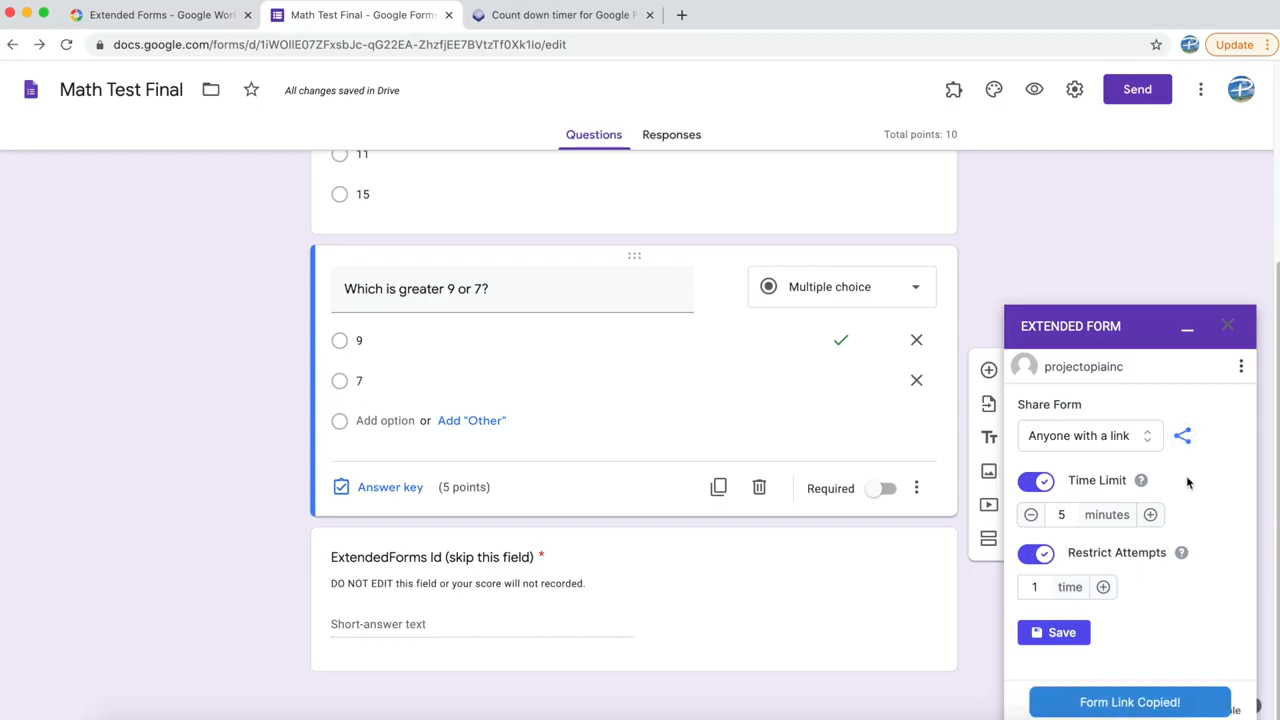 Extended Forms - Google Work
Math Test Final - Google Forms
Count down timer for Google F
docs.google.com/forms/d/1iWOllE07ZFxsbJc-qG22EA-ZhzfjEE7BVtzTf0Xk1lo/edit
Update
Math Test Final
All changes saved in Drive
Send
Questions
Responses
Total points: 10
11
15
Which is greater 9 or 7?
Multiple choice
9
7
Add option or Add "Other"
Answer key
(5 points)
Required
ExtendedForms Id (skip this field) *
DO NOT EDIT this field or your score will not recorded.
Short-answer text
EXTENDED FORM
projectopiainc
Share Form
Anyone with a link
Time Limit
5 minutes
Restrict Attempts
1 time
Save
Form Link Copied!